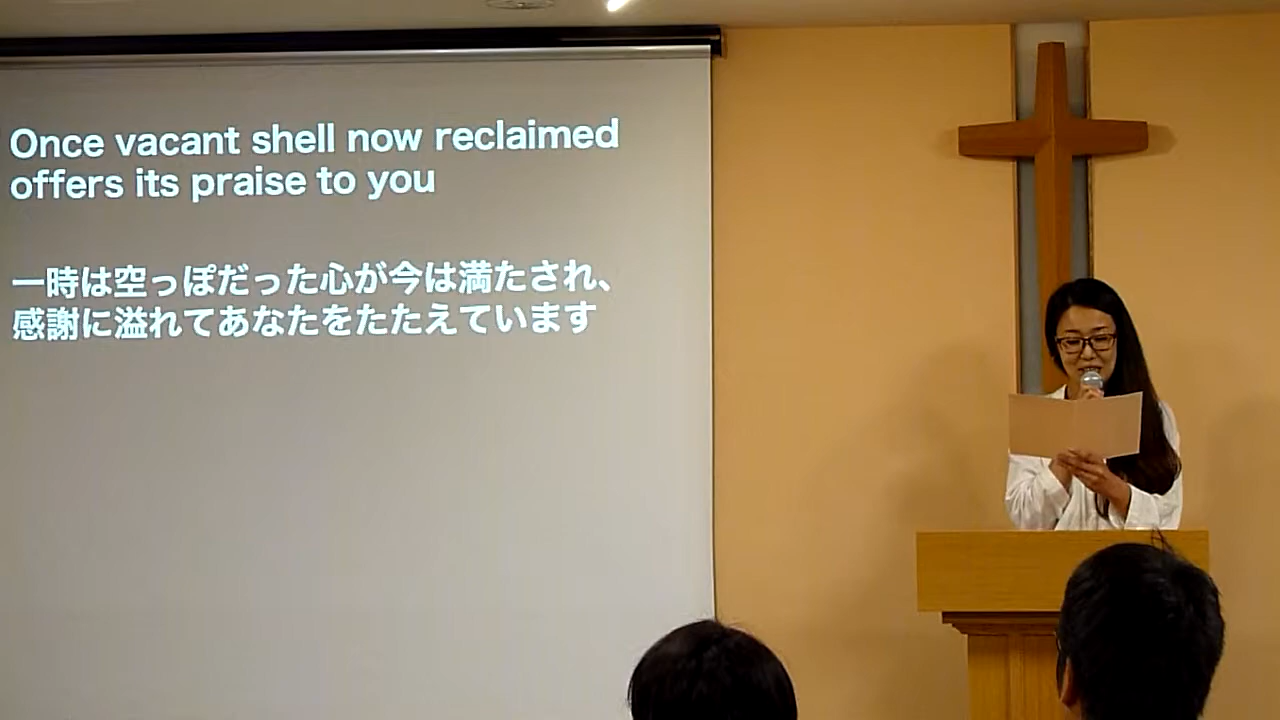 Once vacant shell now reclaimed
offers its praise to you
一時は空っぽだった心が今は満たされ、
感謝に溢れてあなたをたたえています